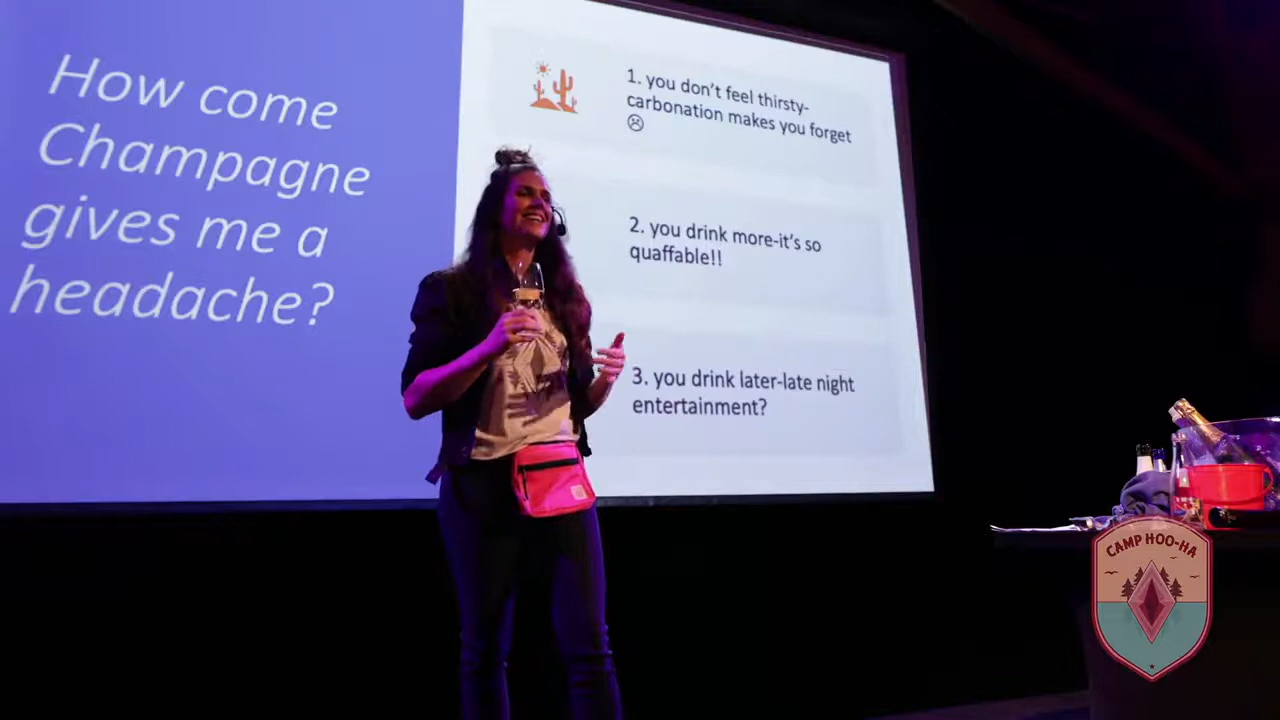 How come
Champagne
gives me a
headache?
1. you don't feel thirsty-
carbonation makes you forget
☹
2. you drink more-it's so
quaffable!!
3. you drink later-late night
entertainment?
CAMP HOO-HA